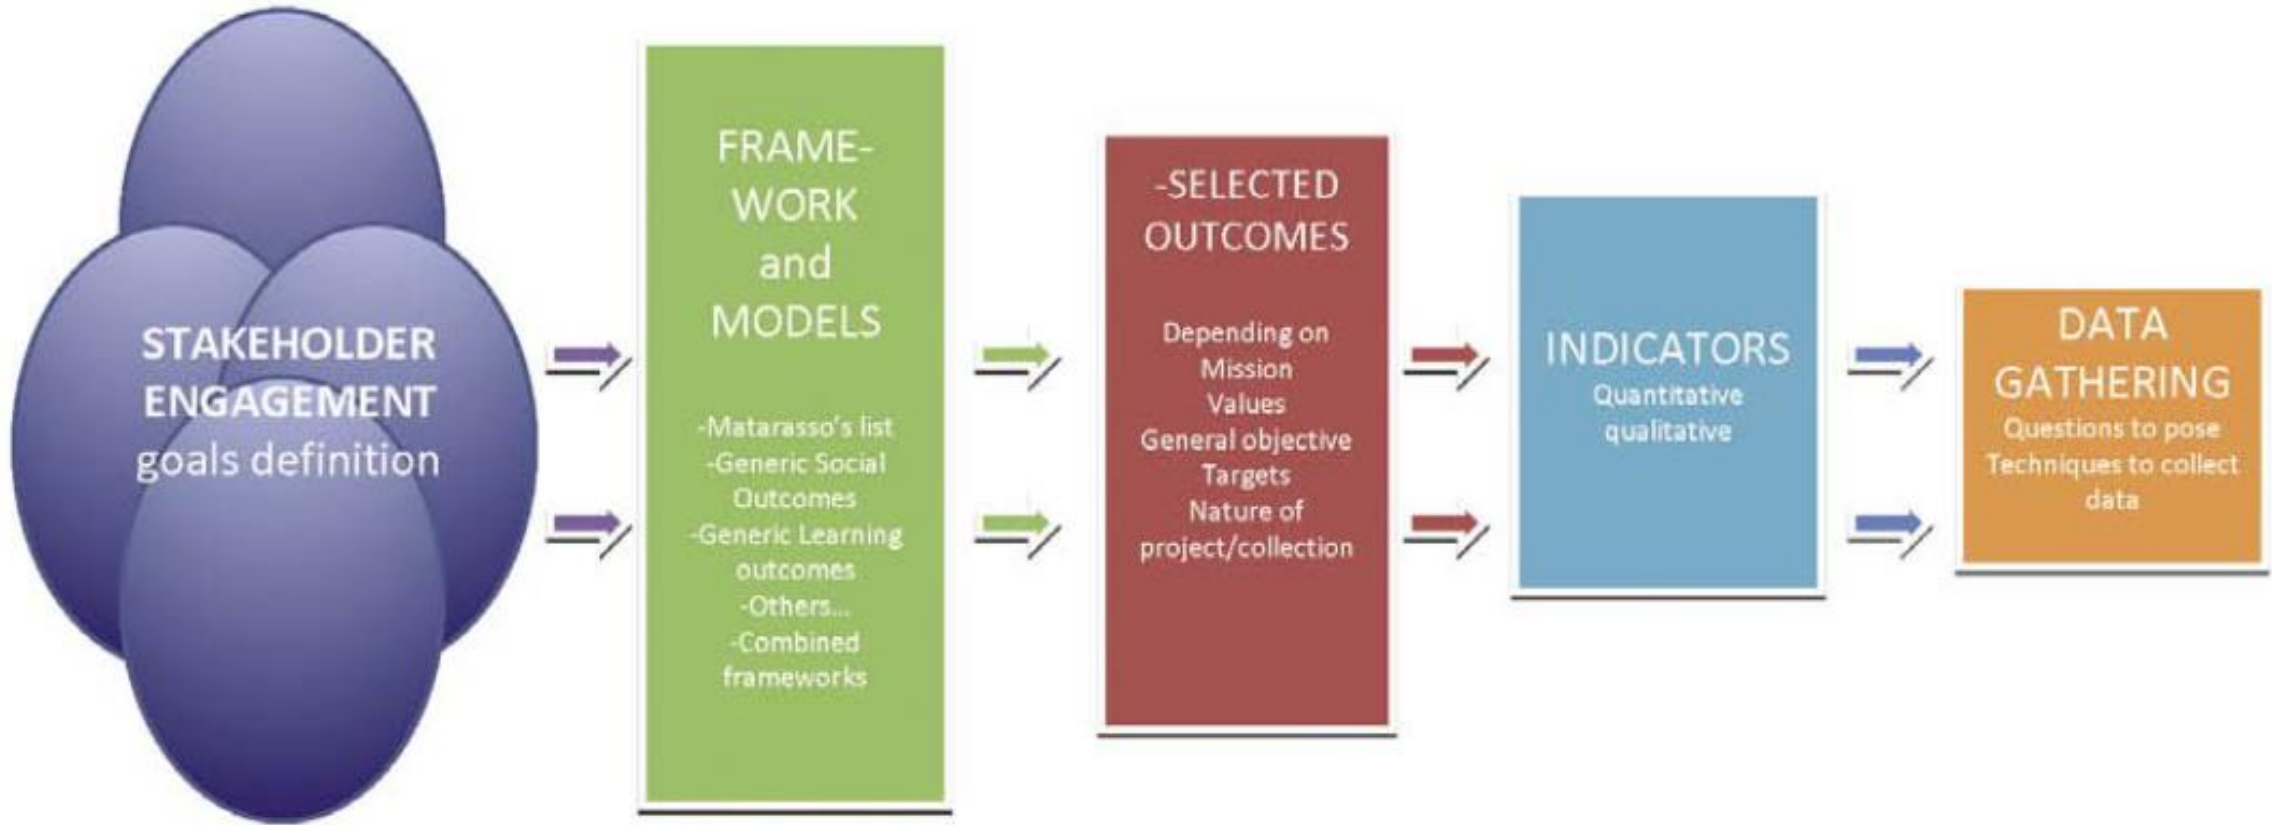 STAKEHOLDER
ENGAGEMENT
goals definition
FRAME-
WORK
and
MODELS
-Matarasso's list
-Generic Social
Outcomes
-Generic Learning
outcomes
-Others...
-Combined
frameworks
-SELECTED
OUTCOMES
Depending on
Mission
Values
General objective
Targets
Nature of
project/collection
INDICATORS
Quantitative
qualitative
DATA
GATHERING
Questions to pose
Techniques to collect
data